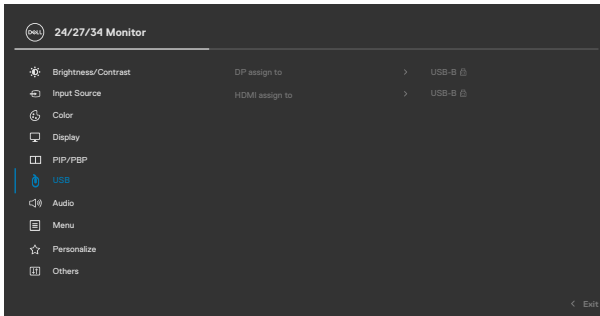 DELL 24/27/34 Monitor
Brightness/Contrast DP assign to > USB-B
Input Source HDMI assign to > USB-B
Color
Display
PIP/PBP
USB
Audio
Menu
Personalize
Others
< Exit